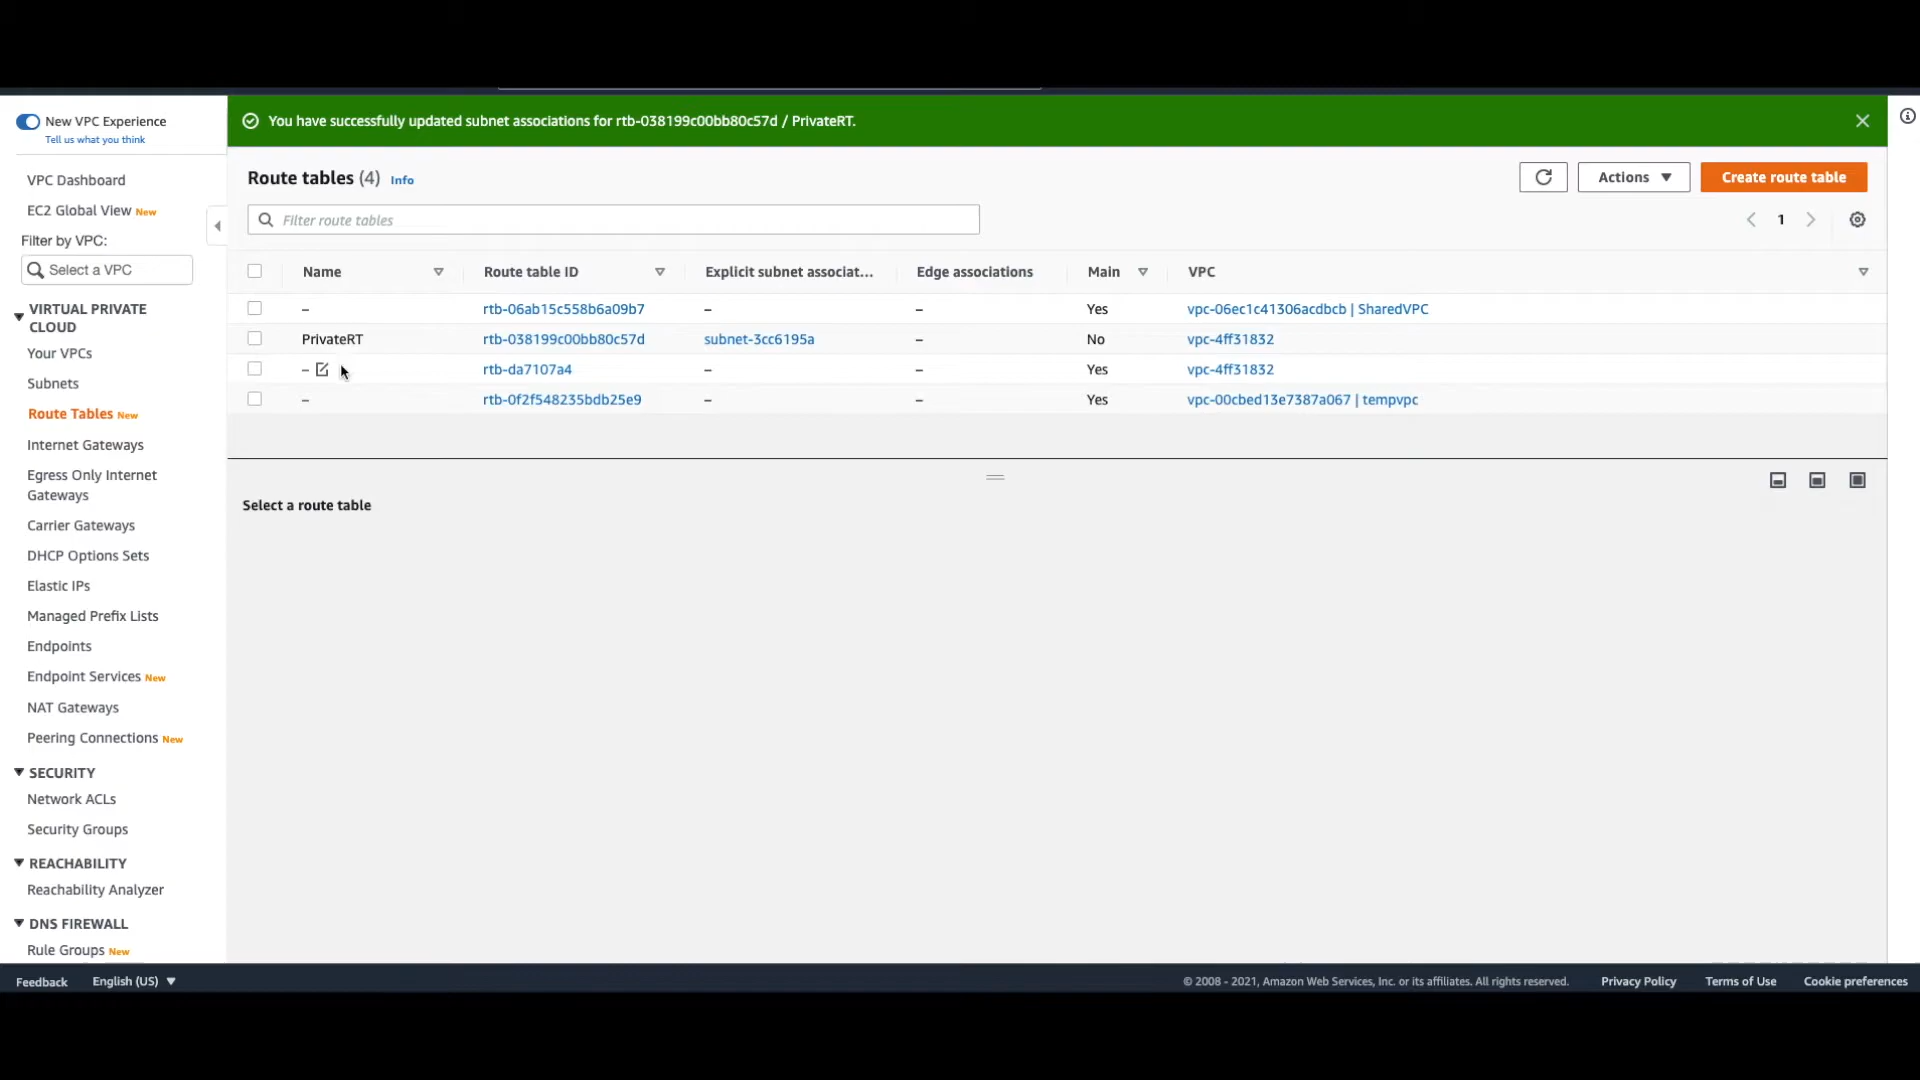 New VPC Experience
Tell us what you think
VPC Dashboard
EC2 Global View New
Filter by VPC:
Select a VPC
VIRTUAL PRIVATE
CLOUD
Your VPCs
Subnets
Route Tables New
Internet Gateways
Egress Only Internet
Gateways
Carrier Gateways
DHCP Options Sets
Elastic IPs
Managed Prefix Lists
Endpoints
Endpoint Services New
NAT Gateways
Peering Connections New
SECURITY
Network ACLs
Security Groups
REACHABILITY
Reachability Analyzer
DNS FIREWALL
Rule Groups New
You have successfully updated subnet associations for rtb-038199c00bb80c57d / PrivateRT.
Route tables (4) Info
Actions
Create route table
Filter route tables
1
Name Route table ID Explicit subnet associat... Edge associations Main VPC
– rtb-06ab15c558b6a09b7 – – Yes vpc-06ec1c41306acdbcb | SharedVPC
PrivateRT rtb-038199c00bb80c57d subnet-3cc6195a – No vpc-4ff31832
– rtb-da7107a4 – – Yes vpc-4ff31832
– rtb-0f2f548235bdb25e9 – – Yes vpc-00cbed13e7387a067 | tempvpc
Select a route table
Feedback English (US) © 2008 - 2021, Amazon Web Services, Inc. or its affiliates. All rights reserved. Privacy Policy Terms of Use Cookie preferences